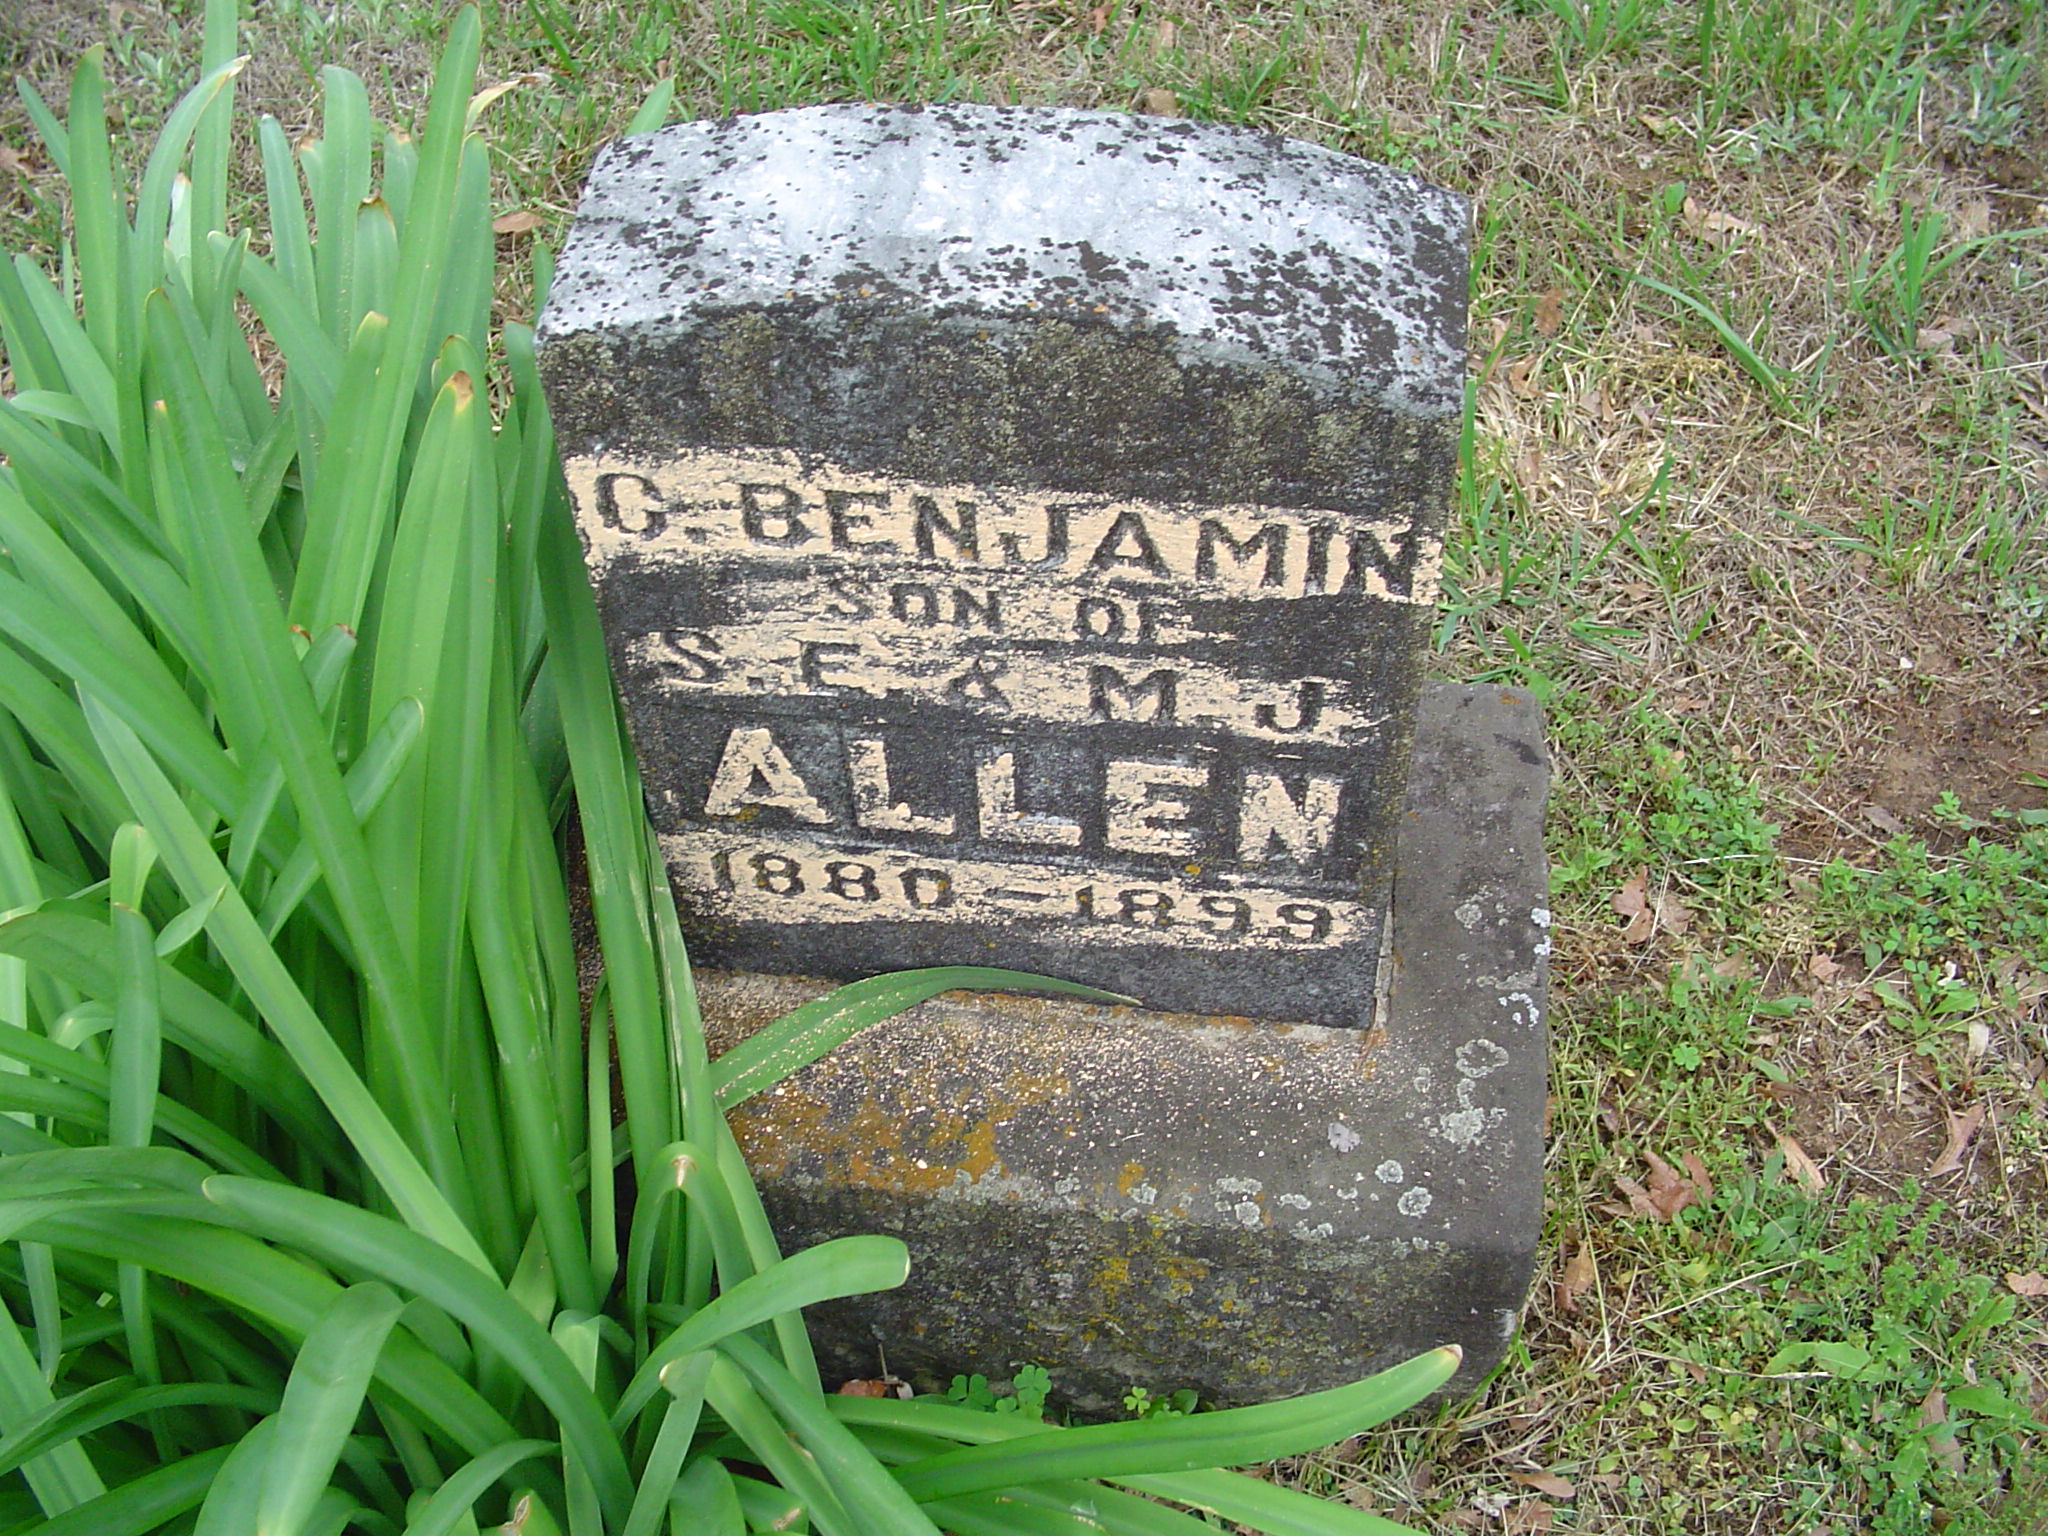 C. BENJAMIN
SON OF
S. E. & M. J.
ALLEN
1880 — 1899